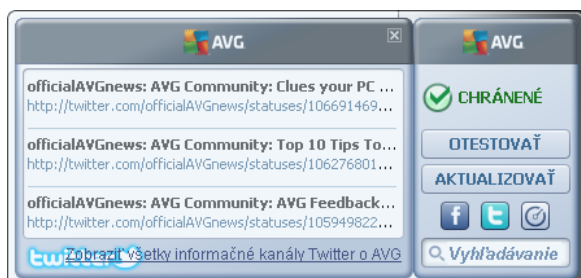 AVG
officialAVGnews: AVG Community: Clues your PC ...
http://twitter.com/officialAVGnews/statuses/106691469...
officialAVGnews: AVG Community: Top 10 Tips To...
http://twitter.com/officialAVGnews/statuses/106276801...
officialAVGnews: AVG Community: AVG Feedback...
http://twitter.com/officialAVGnews/statuses/105949822...
twitter
Zobraziť všetky informačné kanály Twitter o AVG
AVG
CHRÁNENÉ
OTESTOVAŤ
AKTUALIZOVAŤ
f t
Vyhľadávanie